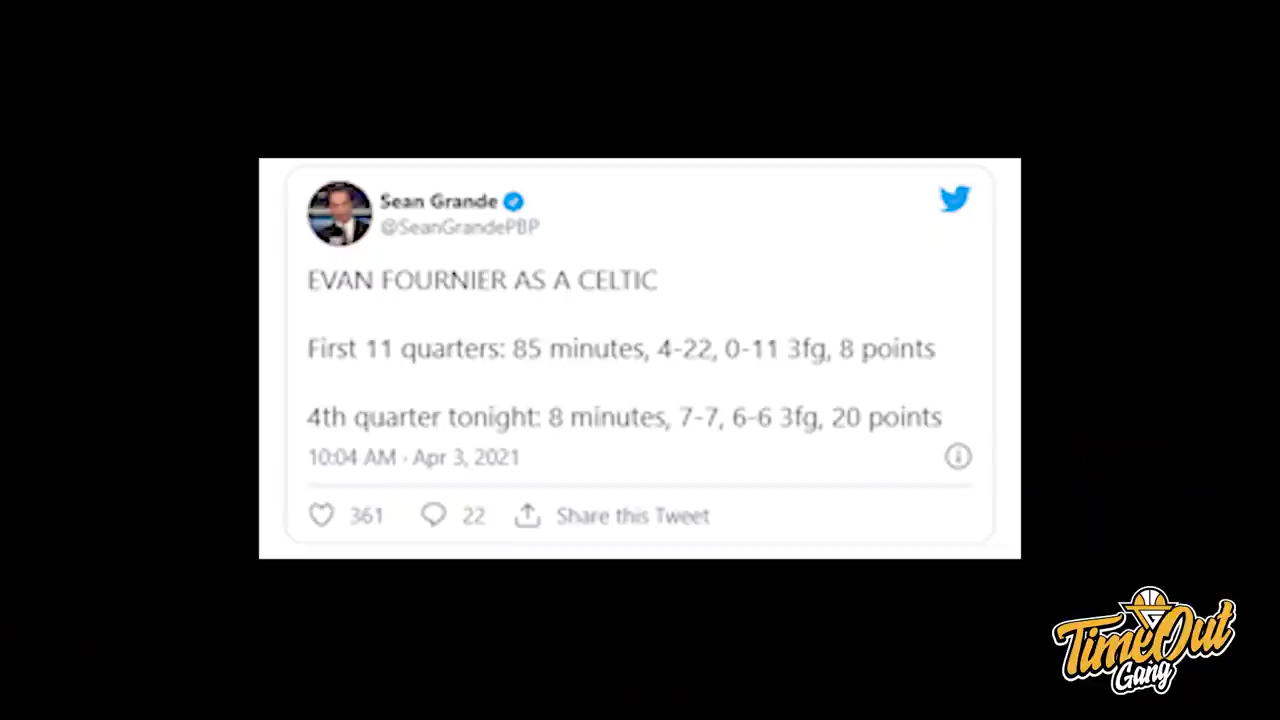 Sean Grande
@SeanGrandePBP
EVAN FOURNIER AS A CELTIC
First 11 quarters: 85 minutes, 4-22, 0-11 3fg, 8 points
4th quarter tonight: 8 minutes, 7-7, 6-6 3fg, 20 points
10:04 AM · Apr 3, 2021
361 22 Share this Tweet
TimeOut
Gang